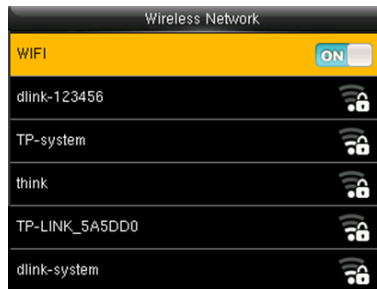 Wireless Network
WIFI ON
dlink-123456
TP-system
think
TP-LINK_5A5DD0
dlink-system